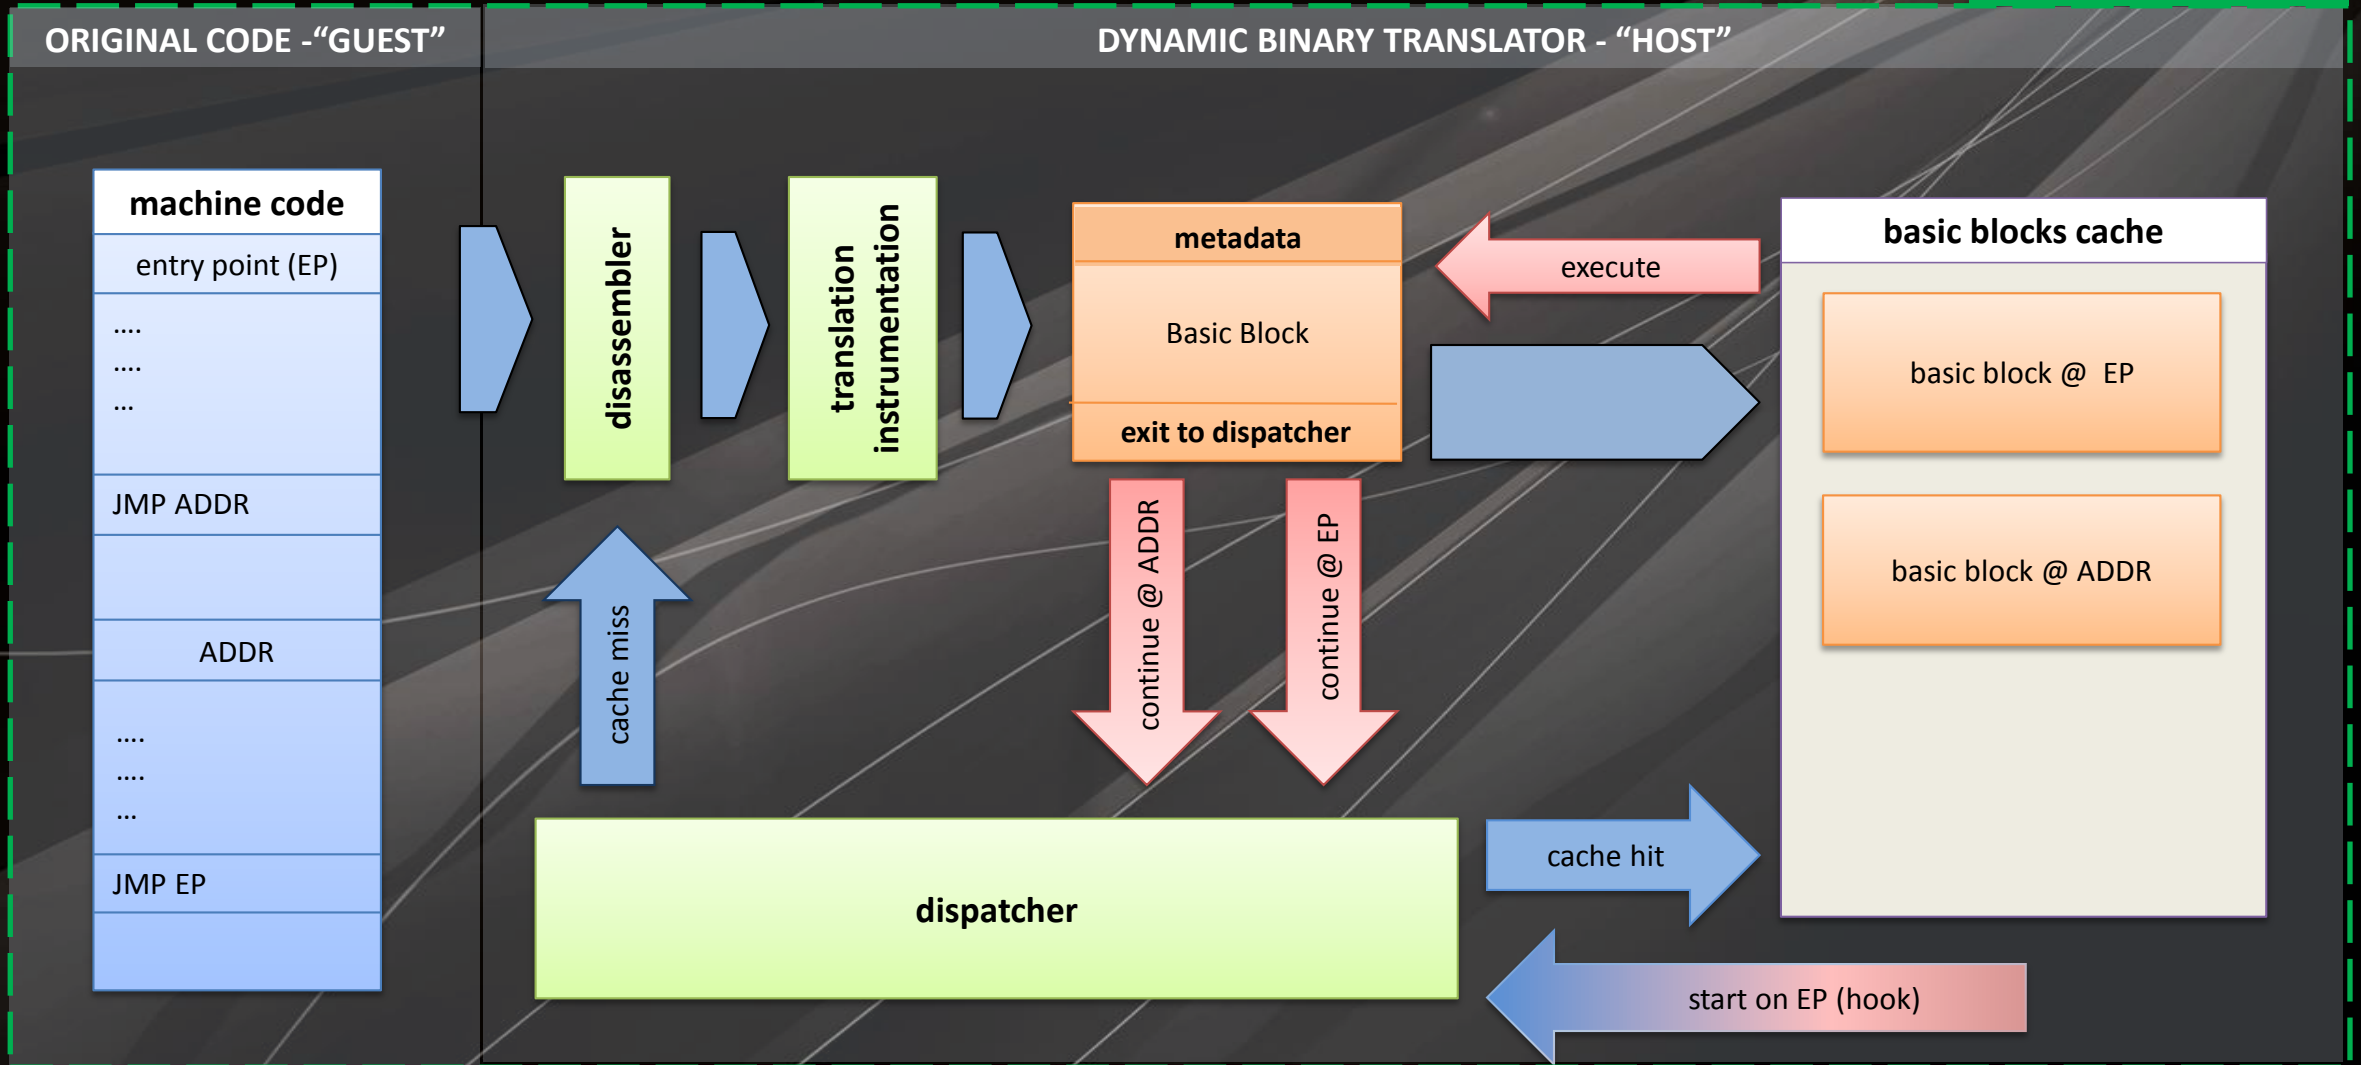 ORIGINAL CODE -“GUEST”
DYNAMIC BINARY TRANSLATOR - “HOST”
machine code
entry point (EP)
....
....
...
JMP ADDR
ADDR
....
....
...
JMP EP
disassembler
translation
instrumentation
metadata
Basic Block
exit to dispatcher
execute
basic blocks cache
basic block @ EP
basic block @ ADDR
cache miss
continue @ ADDR
continue @ EP
dispatcher
cache hit
start on EP (hook)